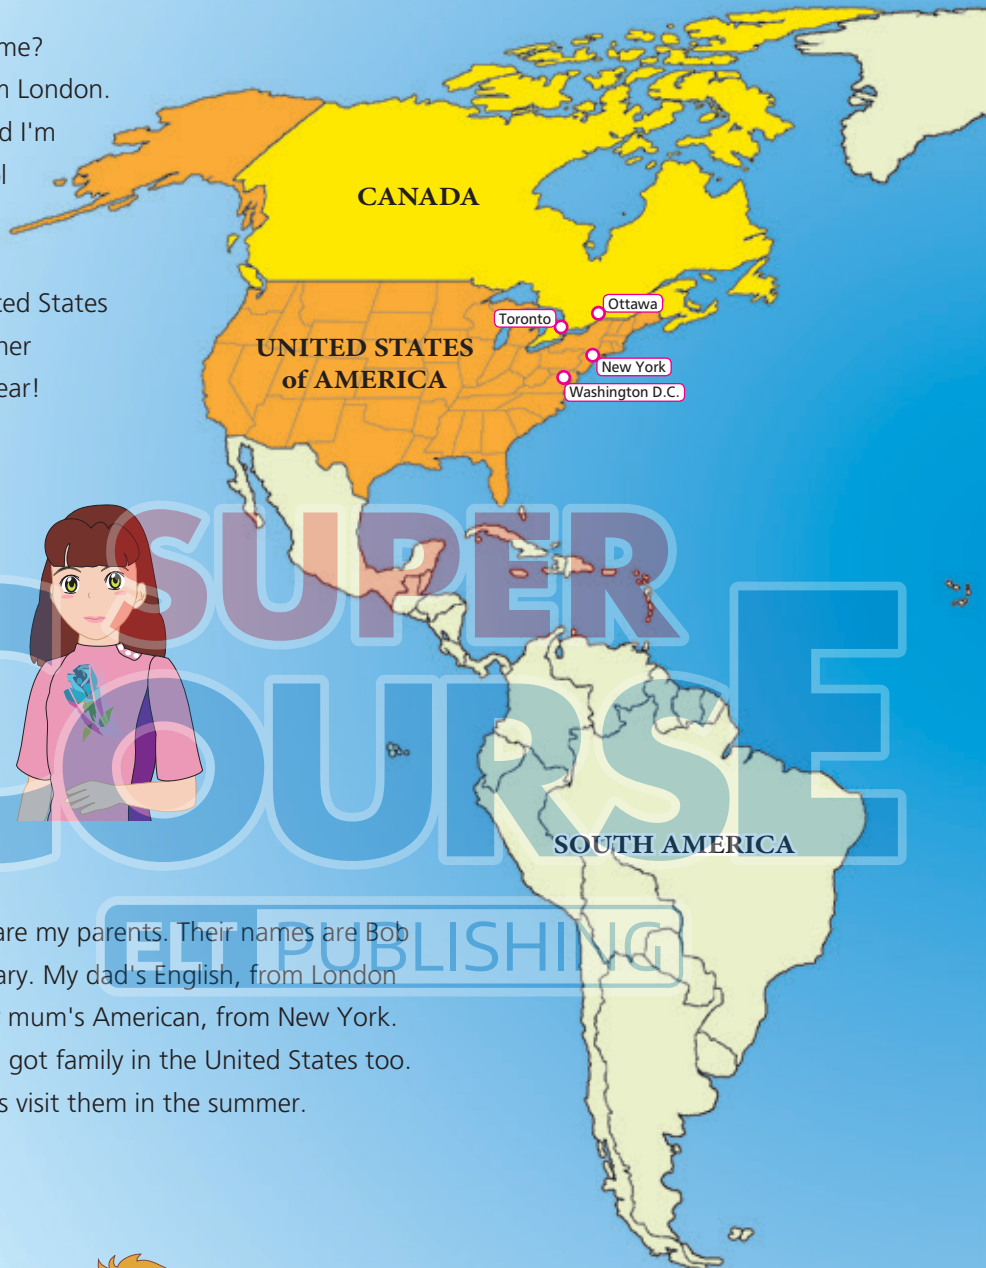 me?
London.
d I'm
ted States
her
ear!
CANADA
Ottawa
Toronto
UNITED STATES
of AMERICA
New York
Washington D.C.
SUPER
COURSE
SOUTH AMERICA
ELT PUBLISHING
are my parents. Their names are Bob
ary. My dad's English, from London
mum's American, from New York.
got family in the United States too.
s visit them in the summer.